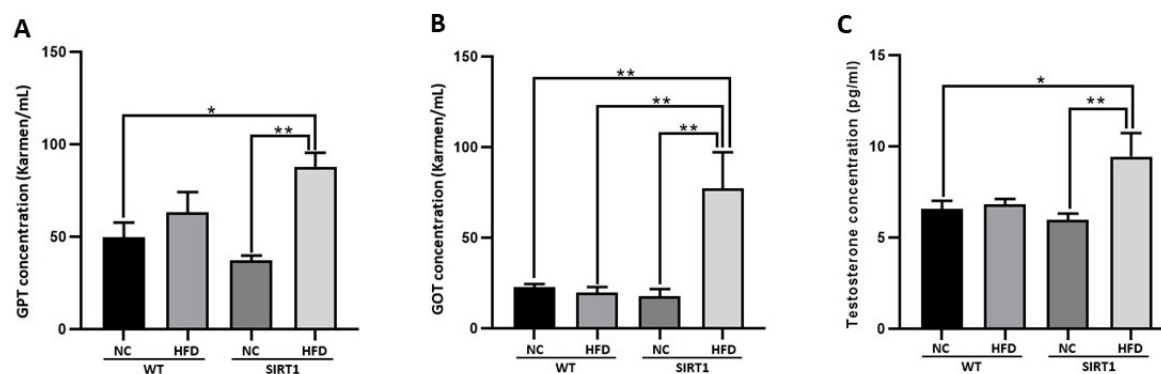 A
GPT concentration (Karmen/mL)
150
100
50
0
*
**
NC HFD NC HFD
WT SIRT1
B
GOT concentration (Karmen/mL)
150
100
50
0
**
**
**
NC HFD NC HFD
WT SIRT1
C
Testosterone concentration (pg/ml)
15
10
5
0
*
**
NC HFD NC HFD
WT SIRT1